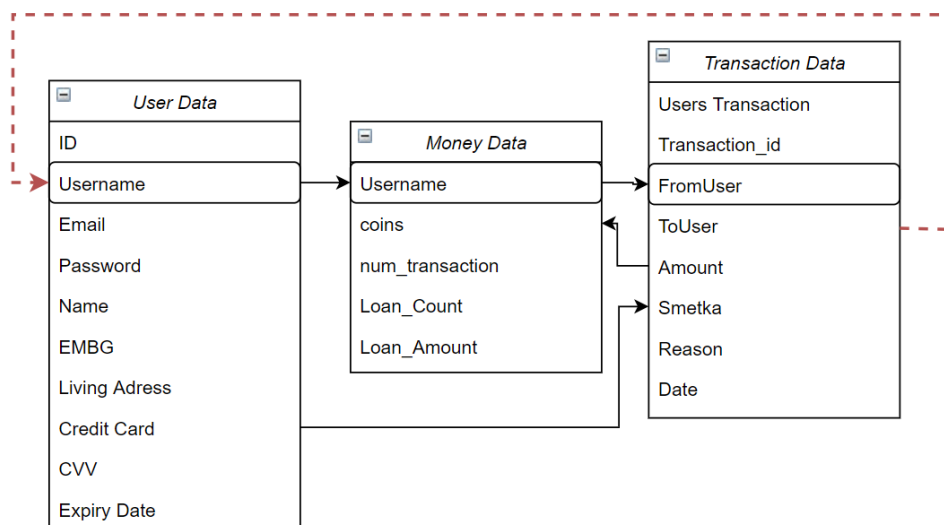 User Data
ID
Username
Email
Password
Name
EMBG
Living Adress
Credit Card
CVV
Expiry Date
Money Data
Username
coins
num_transaction
Loan_Count
Loan_Amount
Transaction Data
Users Transaction
Transaction_id
FromUser
ToUser
Amount
Smetka
Reason
Date